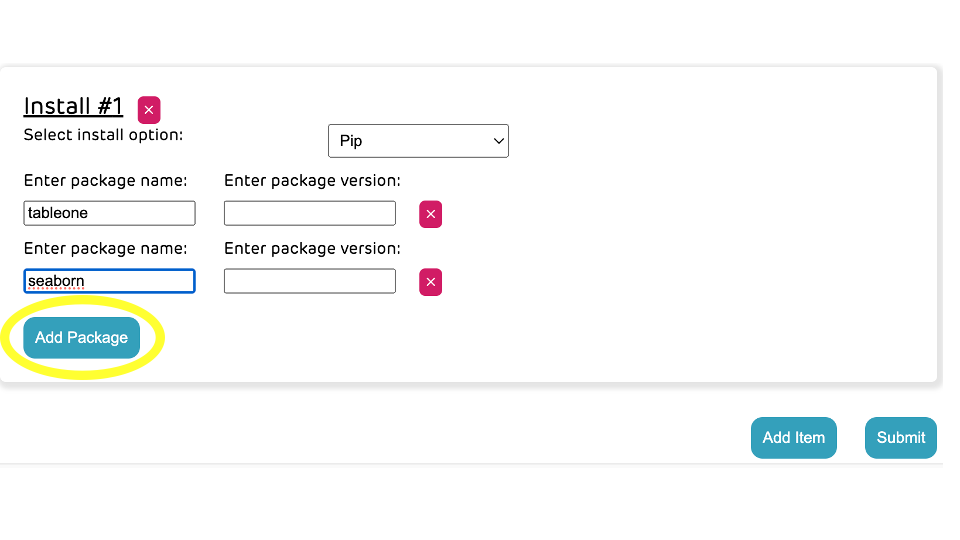 Install #1 ×
Select install option: Pip
Enter package name: Enter package version:
tableone ×
Enter package name: Enter package version:
seaborn ×
Add Package
Add Item Submit